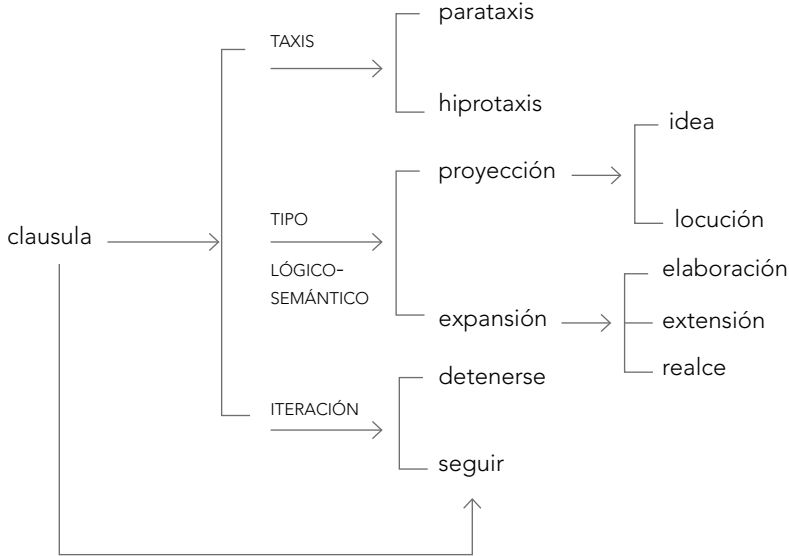 parataxis
TAXIS
hiprotaxis
idea
proyección
locución
TIPO
LÓGICO-
SEMÁNTICO
clausula
elaboración
expansión
extensión
realce
detenerse
ITERACIÓN
seguir